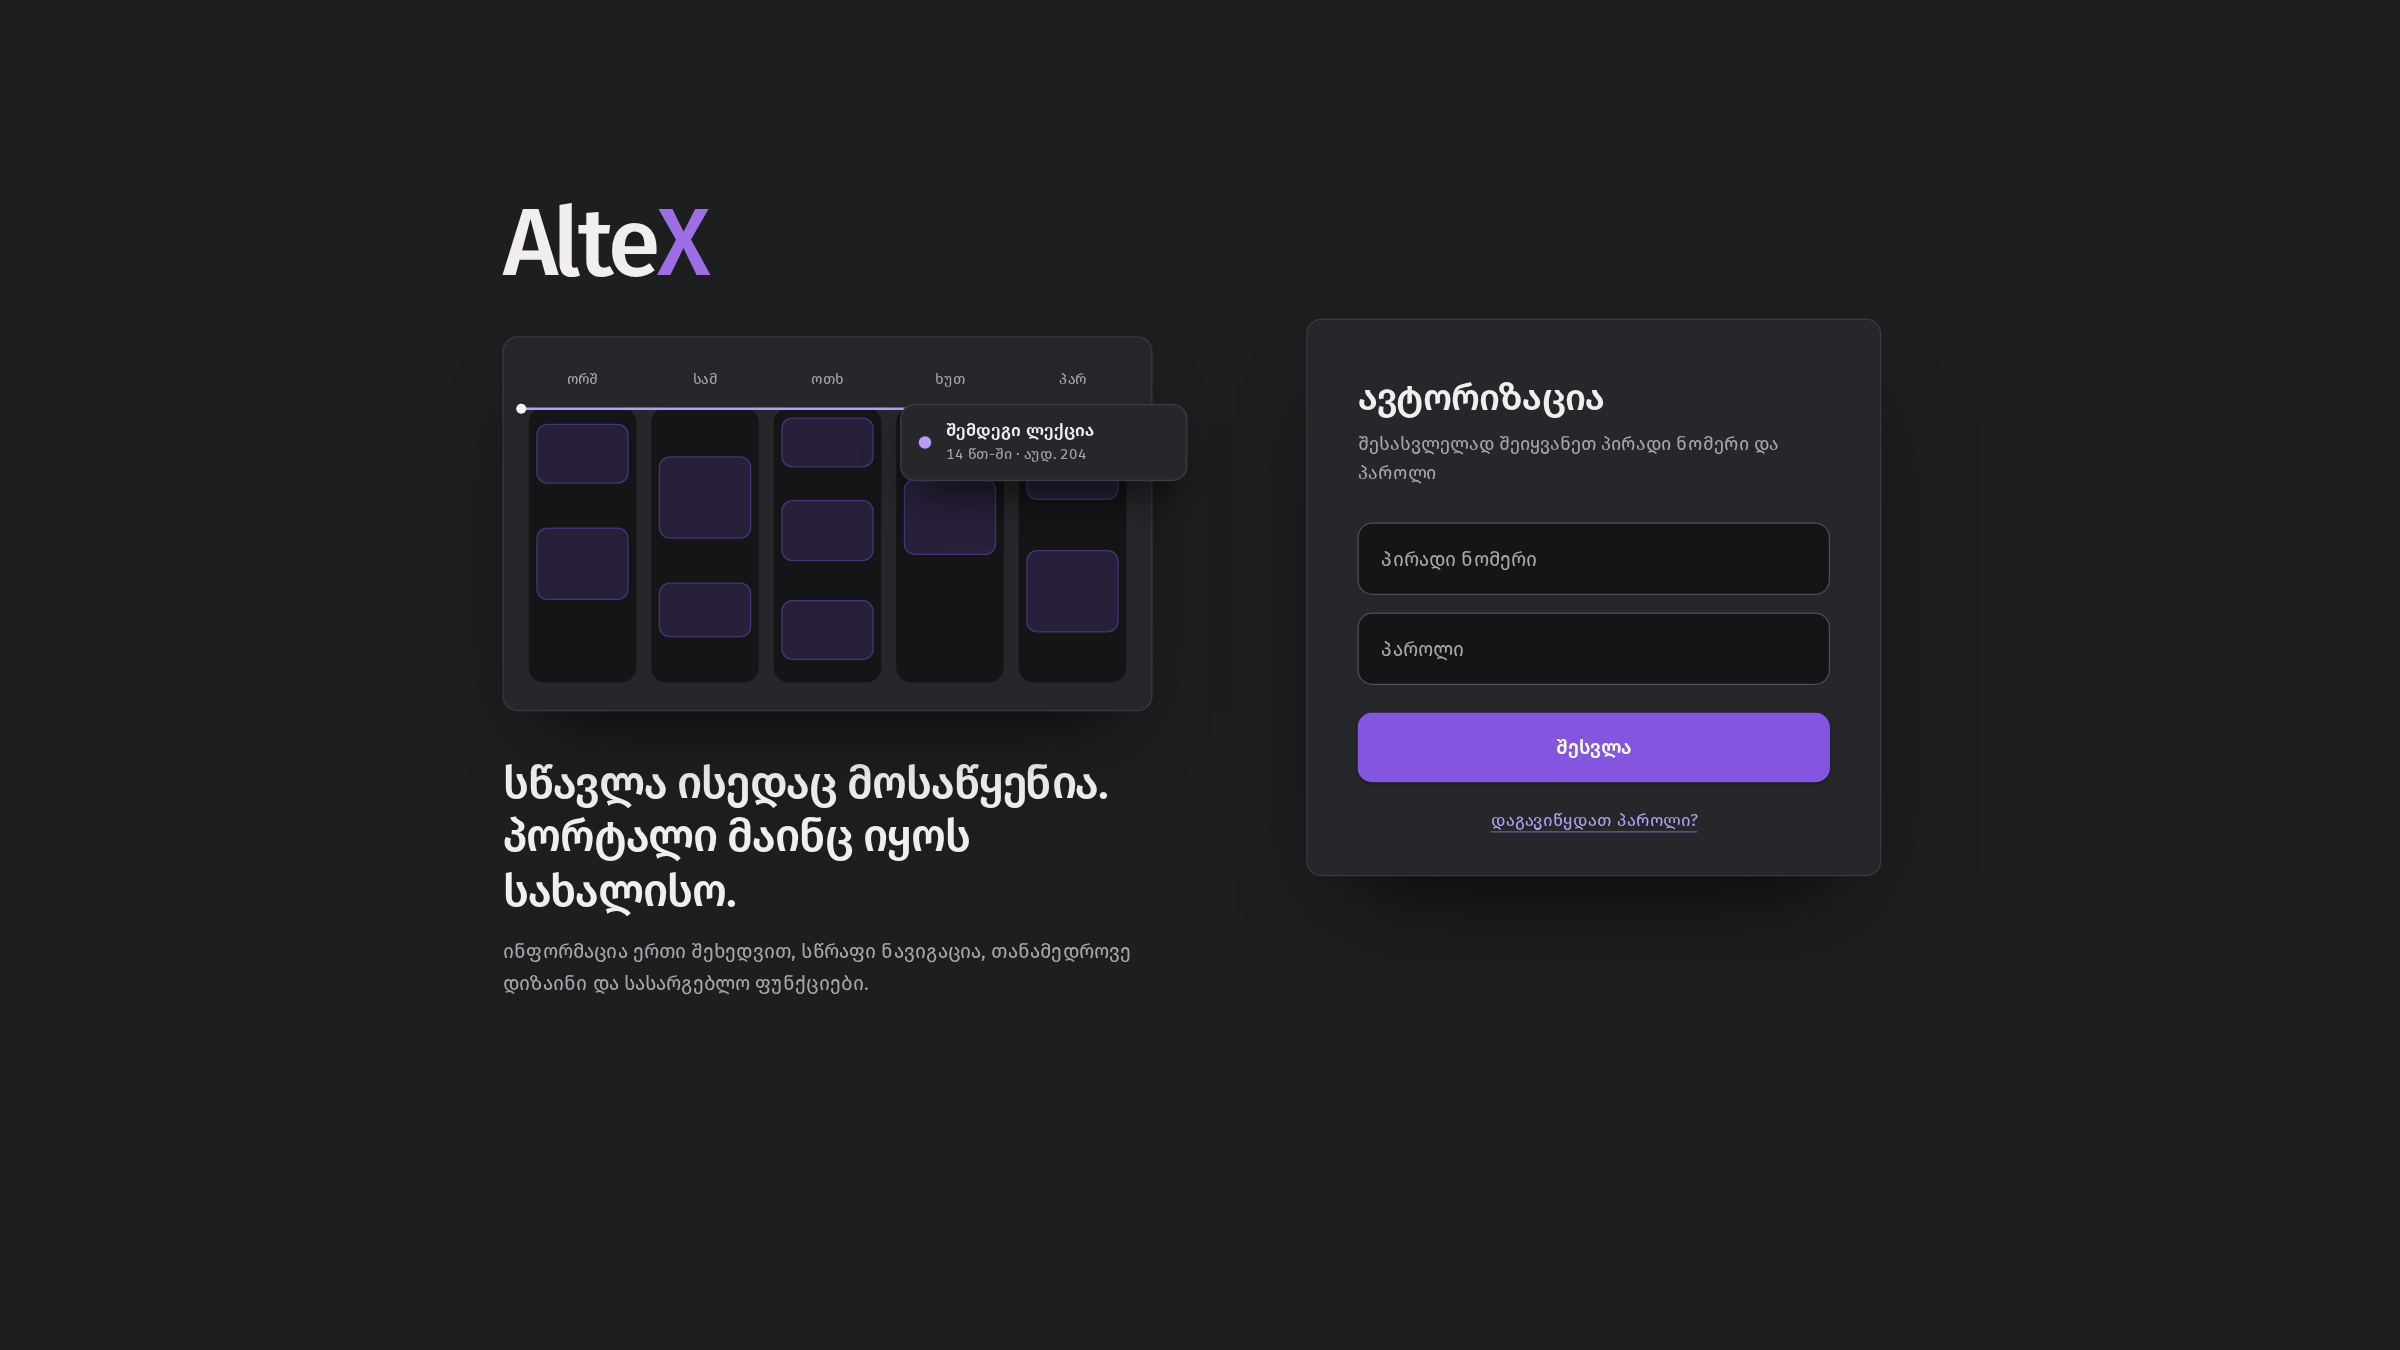 AlteX
ორშ სამ ოთხ ხუთ პარ
შემდეგი ლექცია
14 წთ-ში · აუდ. 204
სწავლა ისედაც მოსაწყენია.
პორტალი მაინც იყოს
სახალისო.
ინფორმაცია ერთი შეხედვით, სწრაფი ნავიგაცია, თანამედროვე
დიზაინი და სასარგებლო ფუნქციები.
ავტორიზაცია
შესასვლელად შეიყვანეთ პირადი ნომერი და
პაროლი
პირადი ნომერი
პაროლი
შესვლა
დაგავიწყდათ პაროლი?